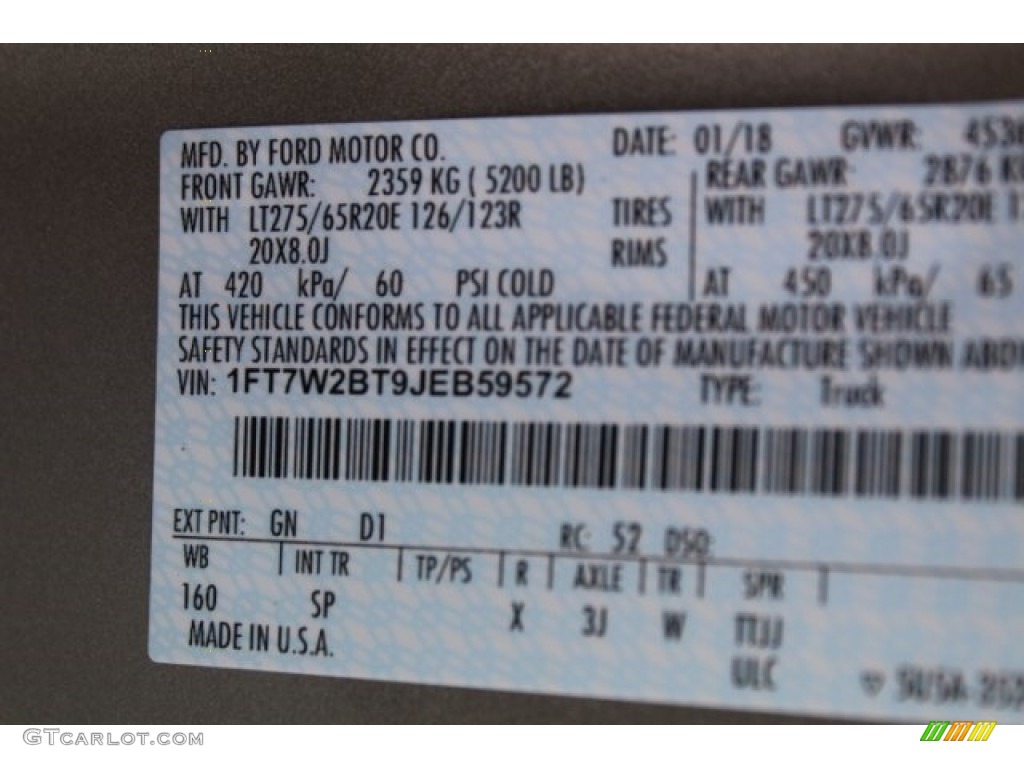 MFD. BY FORD MOTOR CO. DATE: 01/18 GVWR:
FRONT GAWR: 2359 KG ( 5200 LB) REAR GAWR: 2876 KG
WITH LT275/65R20E 126/123R TIRES WITH LT275/65R20E
20X8.0J RIMS 20X8.0J
AT 420 kPa/ 60 PSI COLD AT 450 kPa/ 65
THIS VEHICLE CONFORMS TO ALL APPLICABLE FEDERAL MOTOR VEHICLE
SAFETY STANDARDS IN EFFECT ON THE DATE OF MANUFACTURE SHOWN
VIN: 1FT7W2BT9JEB59572 TYPE: Truck
EXT PNT: GN D1 RC: 52 DSO:
WB INT TR TP/PS R AXLE TR SPR
160 SP X 3J W TTJJ
MADE IN U.S.A. ULC
GTcarlot.com